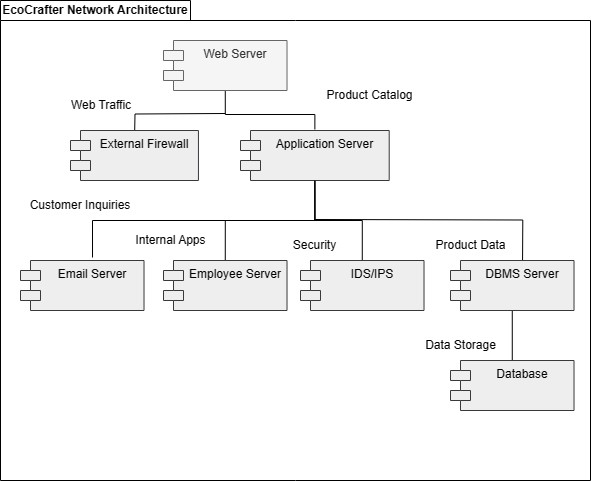 EcoCrafter Network Architecture
Web Server
Web Traffic
Product Catalog
External Firewall
Application Server
Customer Inquiries
Internal Apps
Security
Product Data
Email Server
Employee Server
IDS/IPS
DBMS Server
Data Storage
Database